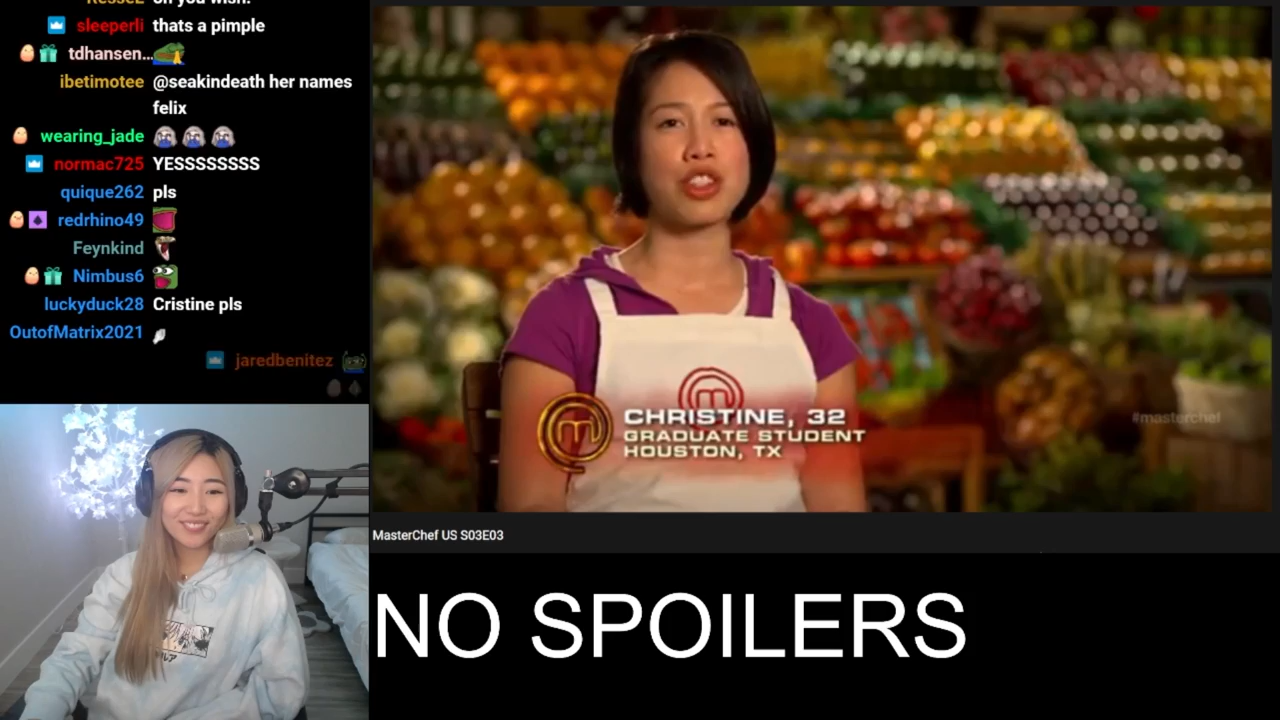 sleeperli thats a pimple
tdhansen...
ibetimotee @seakindeath her names
felix
wearing_jade
normac725 YESSSSSSSS
quique262 pls
redrhino49
Feynkind
Nimbus6
luckyduck28 Cristine pls
OutofMatrix2021
jaredbenitez
CHRISTINE, 32
GRADUATE STUDENT
HOUSTON, TX
#masterchef
MasterChef US S03E03
NO SPOILERS